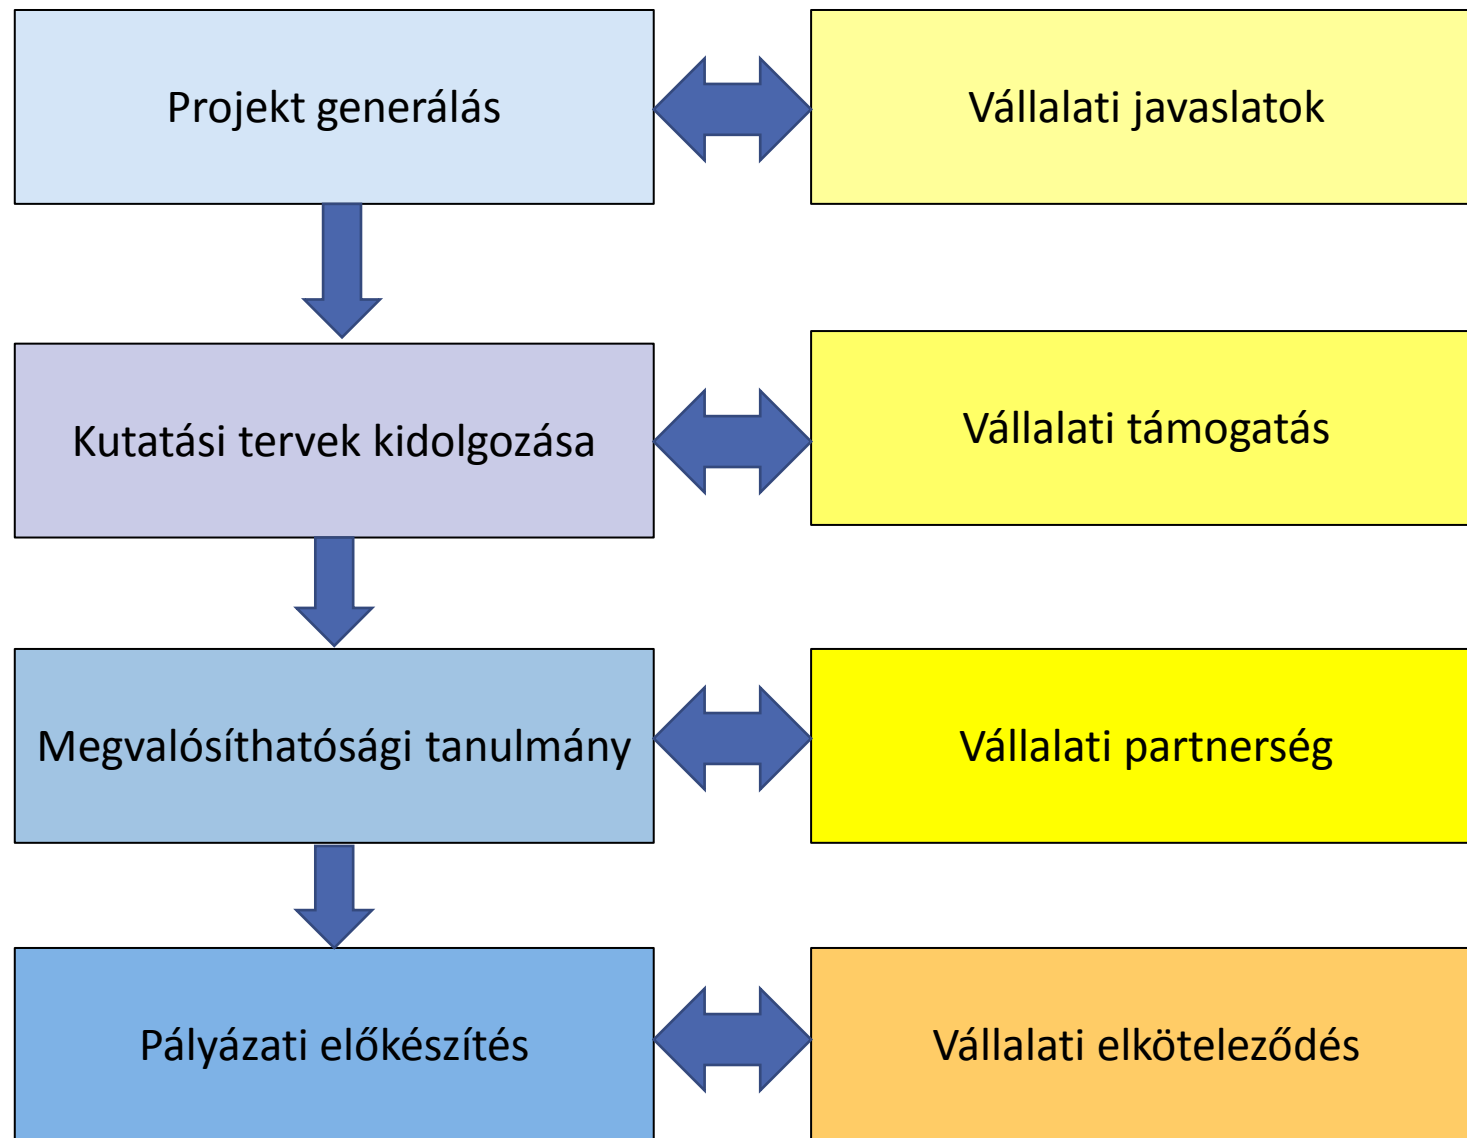 Projekt generálás
Vállalati javaslatok
Kutatási tervek kidolgozása
Vállalati támogatás
Megvalósíthatósági tanulmány
Vállalati partnerség
Pályázati előkészítés
Vállalati elköteleződés